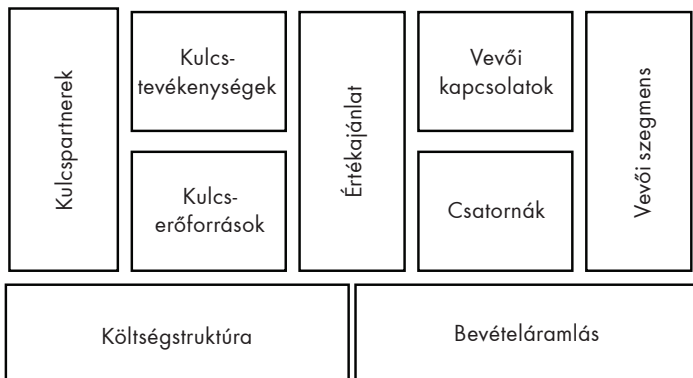 Kulcspartnerek
Kulcs-
tevékenységek
Kulcs-
erőforrások
Értékajánlat
Vevői
kapcsolatok
Csatornák
Vevői szegmens
Költségstruktúra
Bevételáramlás